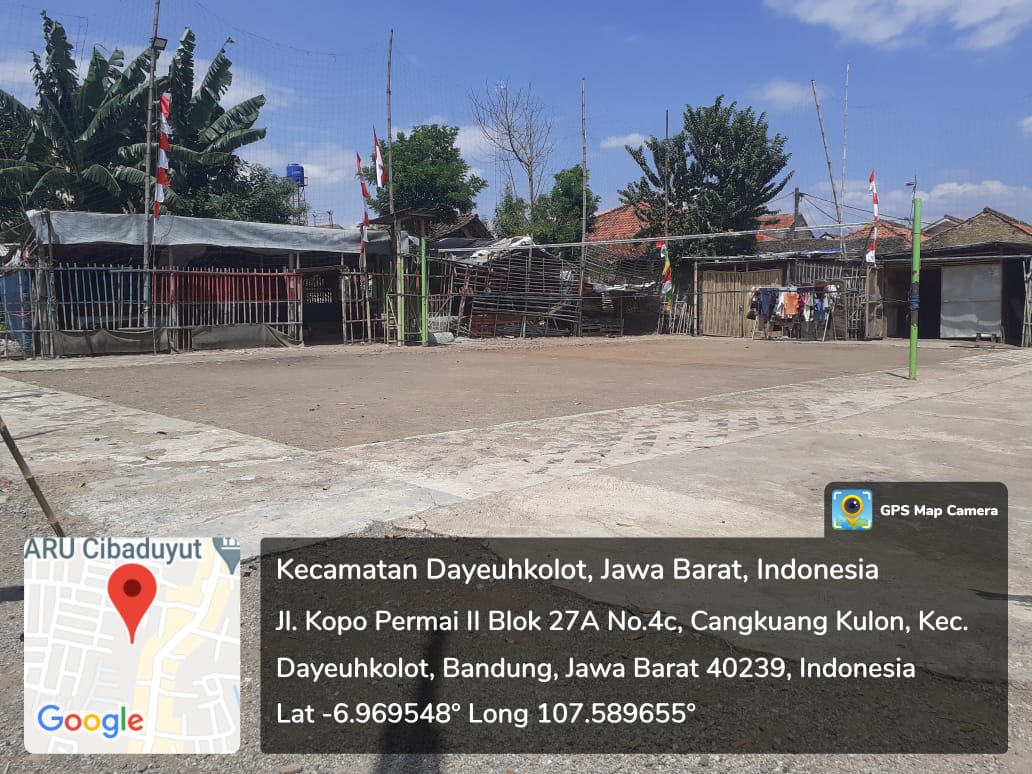 GPS Map Camera
ARU Cibaduyut
Google
Kecamatan Dayeuhkolot, Jawa Barat, Indonesia
Jl. Kopo Permai II Blok 27A No.4c, Cangkuang Kulon, Kec.
Dayeuhkolot, Bandung, Jawa Barat 40239, Indonesia
Lat -6.969548° Long 107.589655°